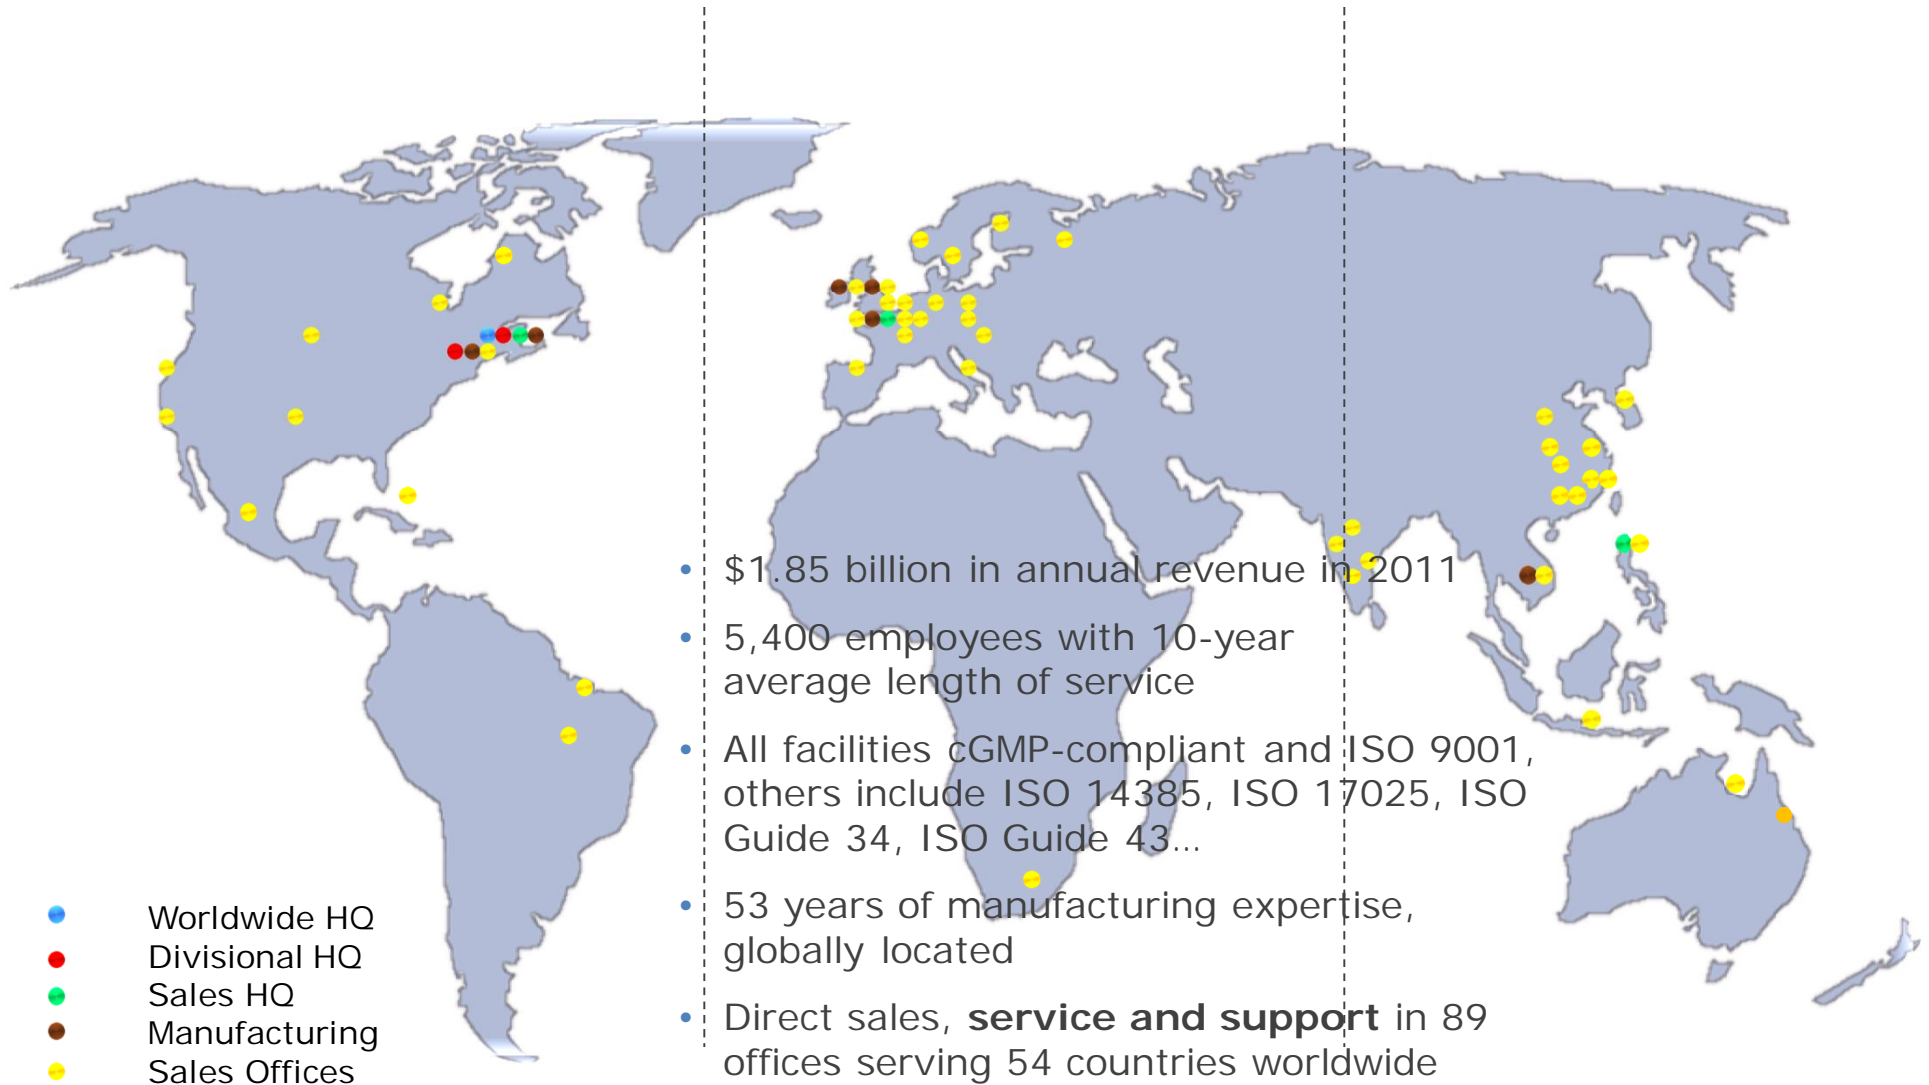 • $1.85 billion in annual revenue in 2011
• 5,400 employees with 10-year
average length of service
• All facilities cGMP-compliant and ISO 9001,
others include ISO 14385, ISO 17025, ISO
Guide 34, ISO Guide 43...
• 53 years of manufacturing expertise,
globally located
• Direct sales, service and support in 89
offices serving 54 countries worldwide
Worldwide HQ
Divisional HQ
Sales HQ
Manufacturing
Sales Offices